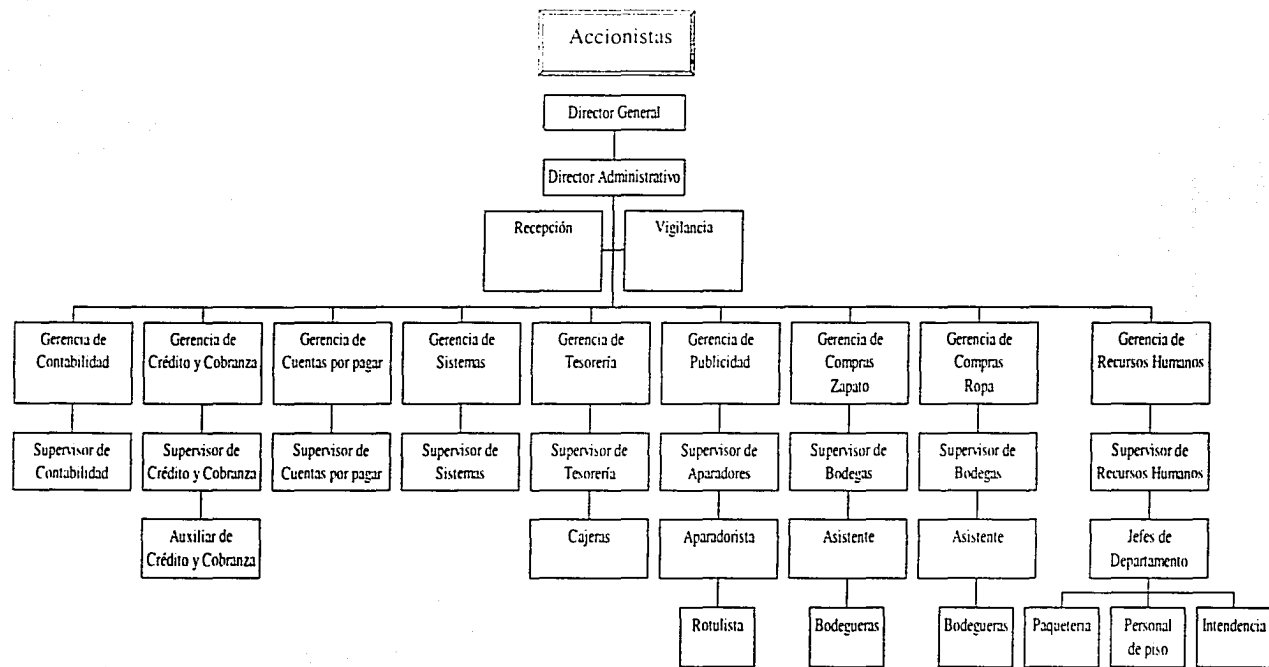 Accionistas
Director General
Director Administrativo
Recepción
Vigilancia
Gerencia de
Contabilidad
Gerencia de
Crédito y Cobranza
Gerencia de
Cuentas por pagar
Gerencia de
Sistemas
Gerencia de
Tesorería
Gerencia de
Publicidad
Gerencia de
Compras
Zapato
Gerencia de
Compras
Ropa
Gerencia de
Recursos Humanos
Supervisor de
Contabilidad
Supervisor de
Crédito y Cobranza
Supervisor de
Cuentas por pagar
Supervisor de
Sistemas
Supervisor de
Tesorería
Supervisor de
Aparadores
Supervisor de
Bodegas
Supervisor de
Bodegas
Supervisor de
Recursos Humanos
Auxiliar de
Crédito y Cobranza
Cajeras
Aparadorista
Asistente
Asistente
Jefes de
Departamento
Rotulista
Bodegueras
Bodegueras
Paqueteria
Personal
de piso
Intendencia